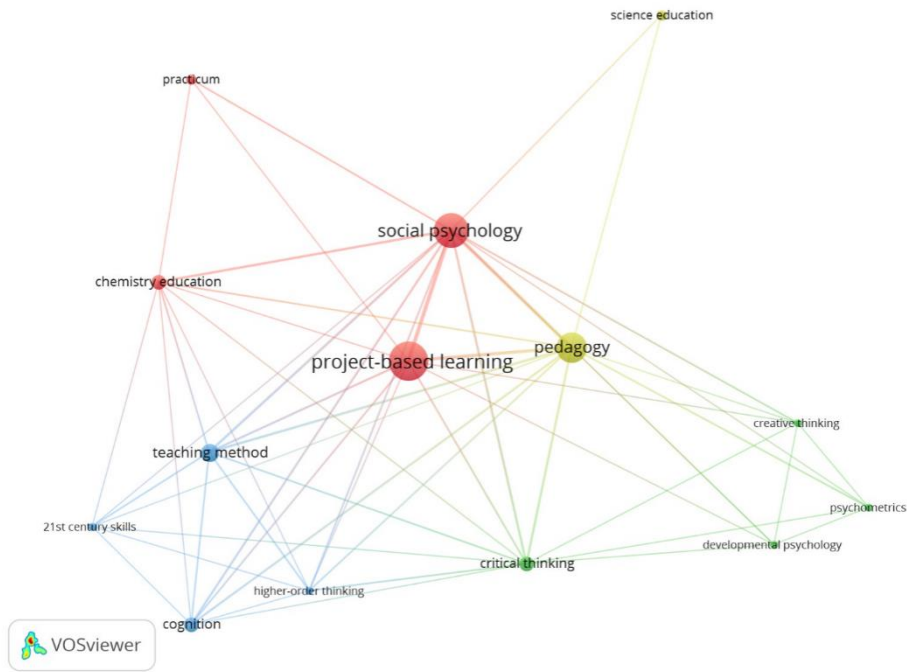 science education
practicum
social psychology
chemistry education
pedagogy
project-based learning
creative thinking
teaching method
psychometrics
21st century skills
developmental psychology
critical thinking
higher-order thinking
cognition
VOSviewer